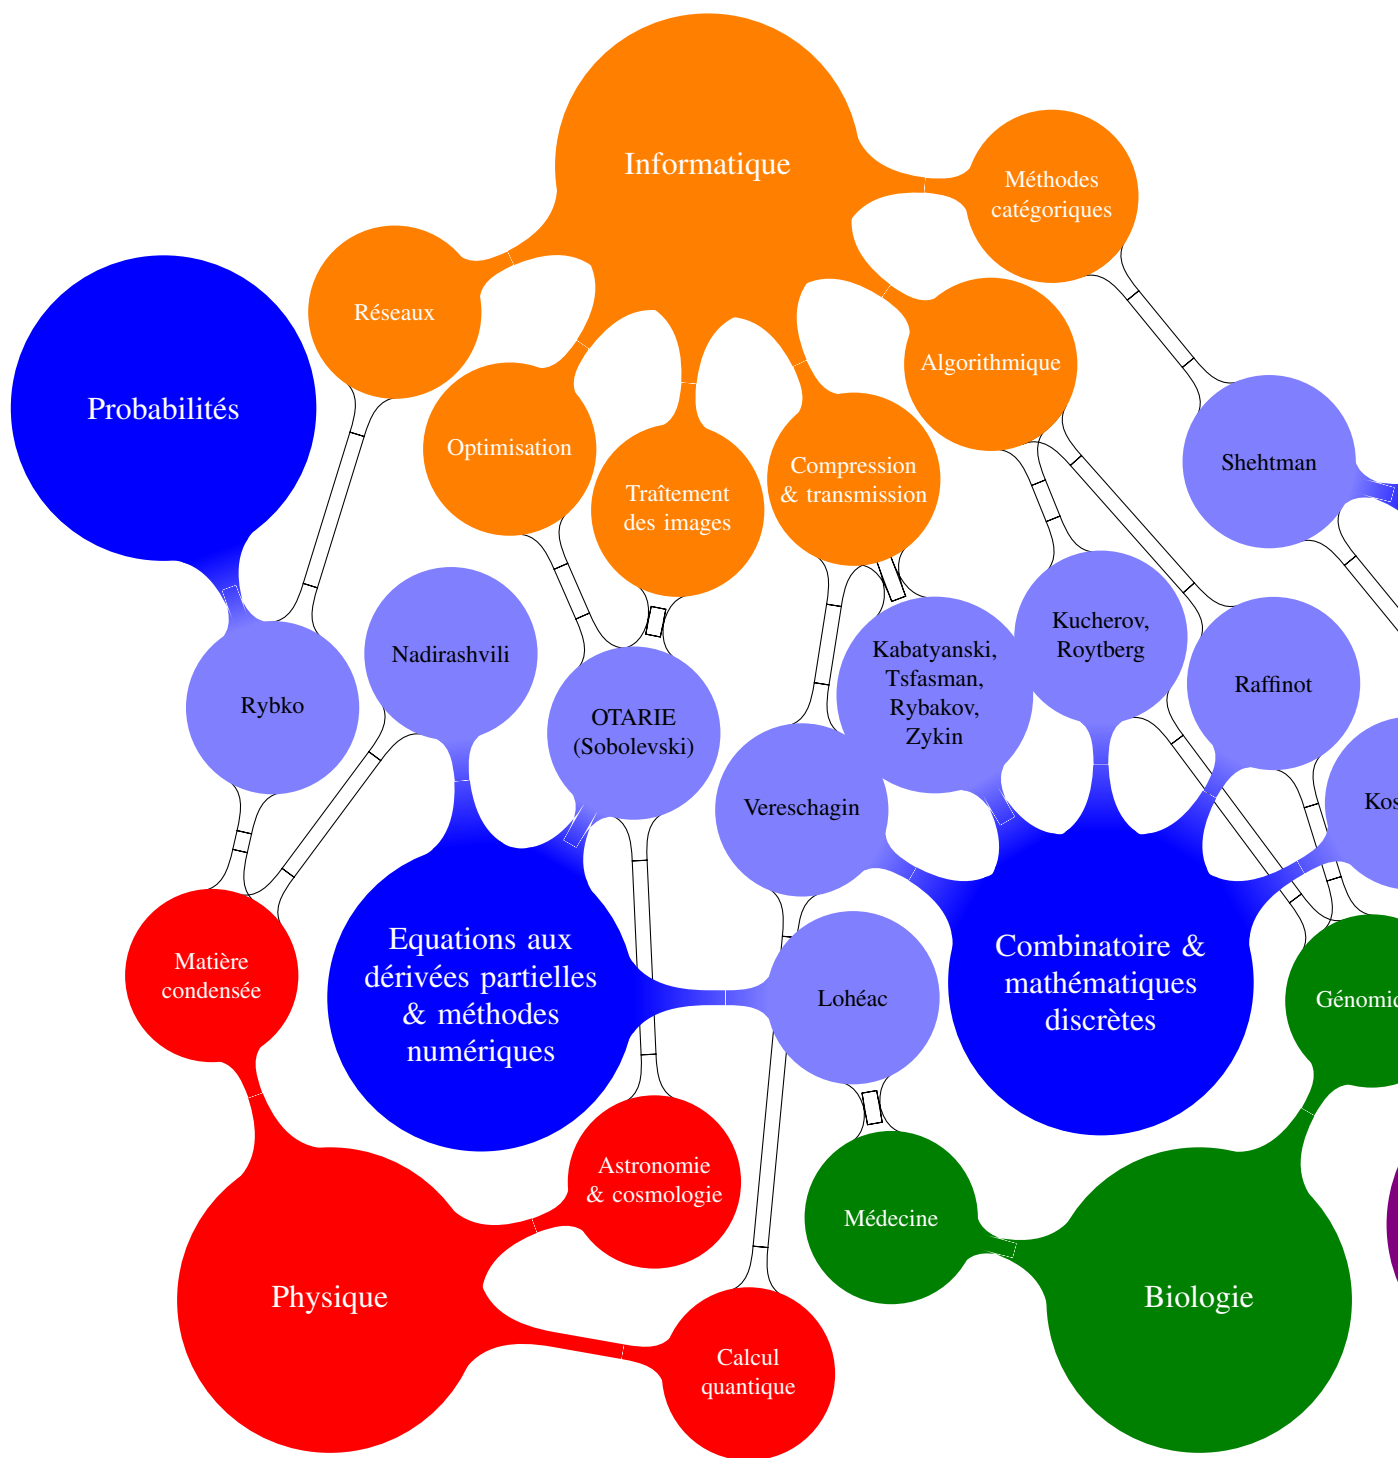 Informatique
Méthodes
catégoriques
Réseaux
Algorithmique
Probabilités
Optimisation
Compression
& transmission
Shehtman
Traîtement
des images
Kucherov,
Roytberg
Nadirashvili
Kabatyanski,
Tsfasman,
Rybakov,
Zykin
Raffinot
Rybko
OTARIE
(Sobolevski)
Vereschagin
Kos
Equations aux
dérivées partielles
& méthodes
numériques
Combinatoire &
mathématiques
discrètes
Matière
condensée
Lohéac
Génomic
Astronomie
& cosmologie
Médecine
Physique
Biologie
Calcul
quantique